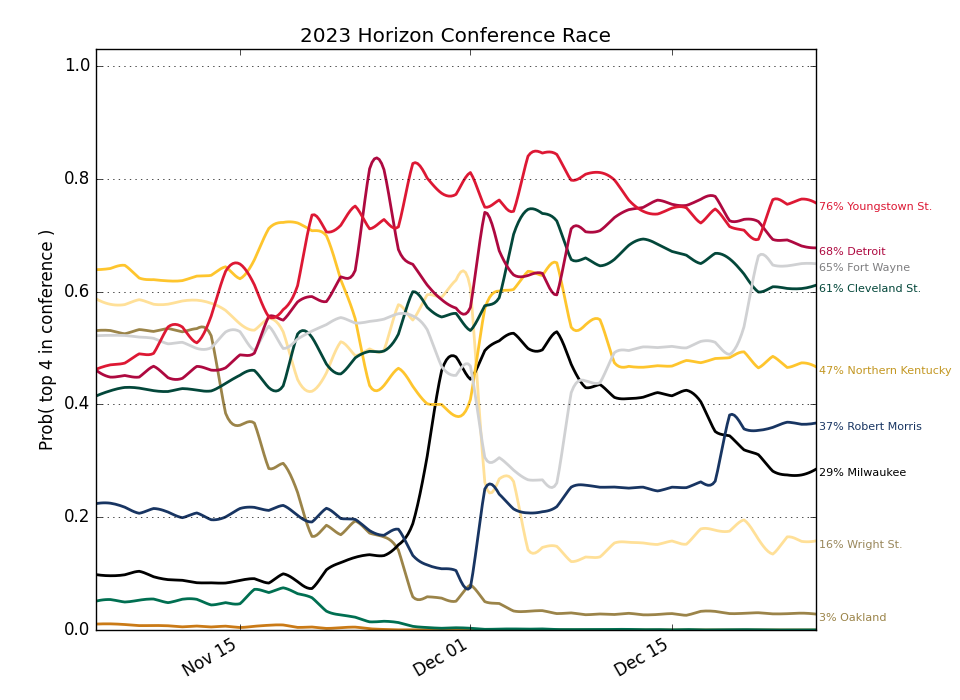 2023 Horizon Conference Race
Prob( top 4 in conference )
1.0
0.8
0.6
0.4
0.2
0.0
Nov 15
Dec 01
Dec 15
76% Youngstown St.
68% Detroit
65% Fort Wayne
61% Cleveland St.
47% Northern Kentucky
37% Robert Morris
29% Milwaukee
16% Wright St.
3% Oakland